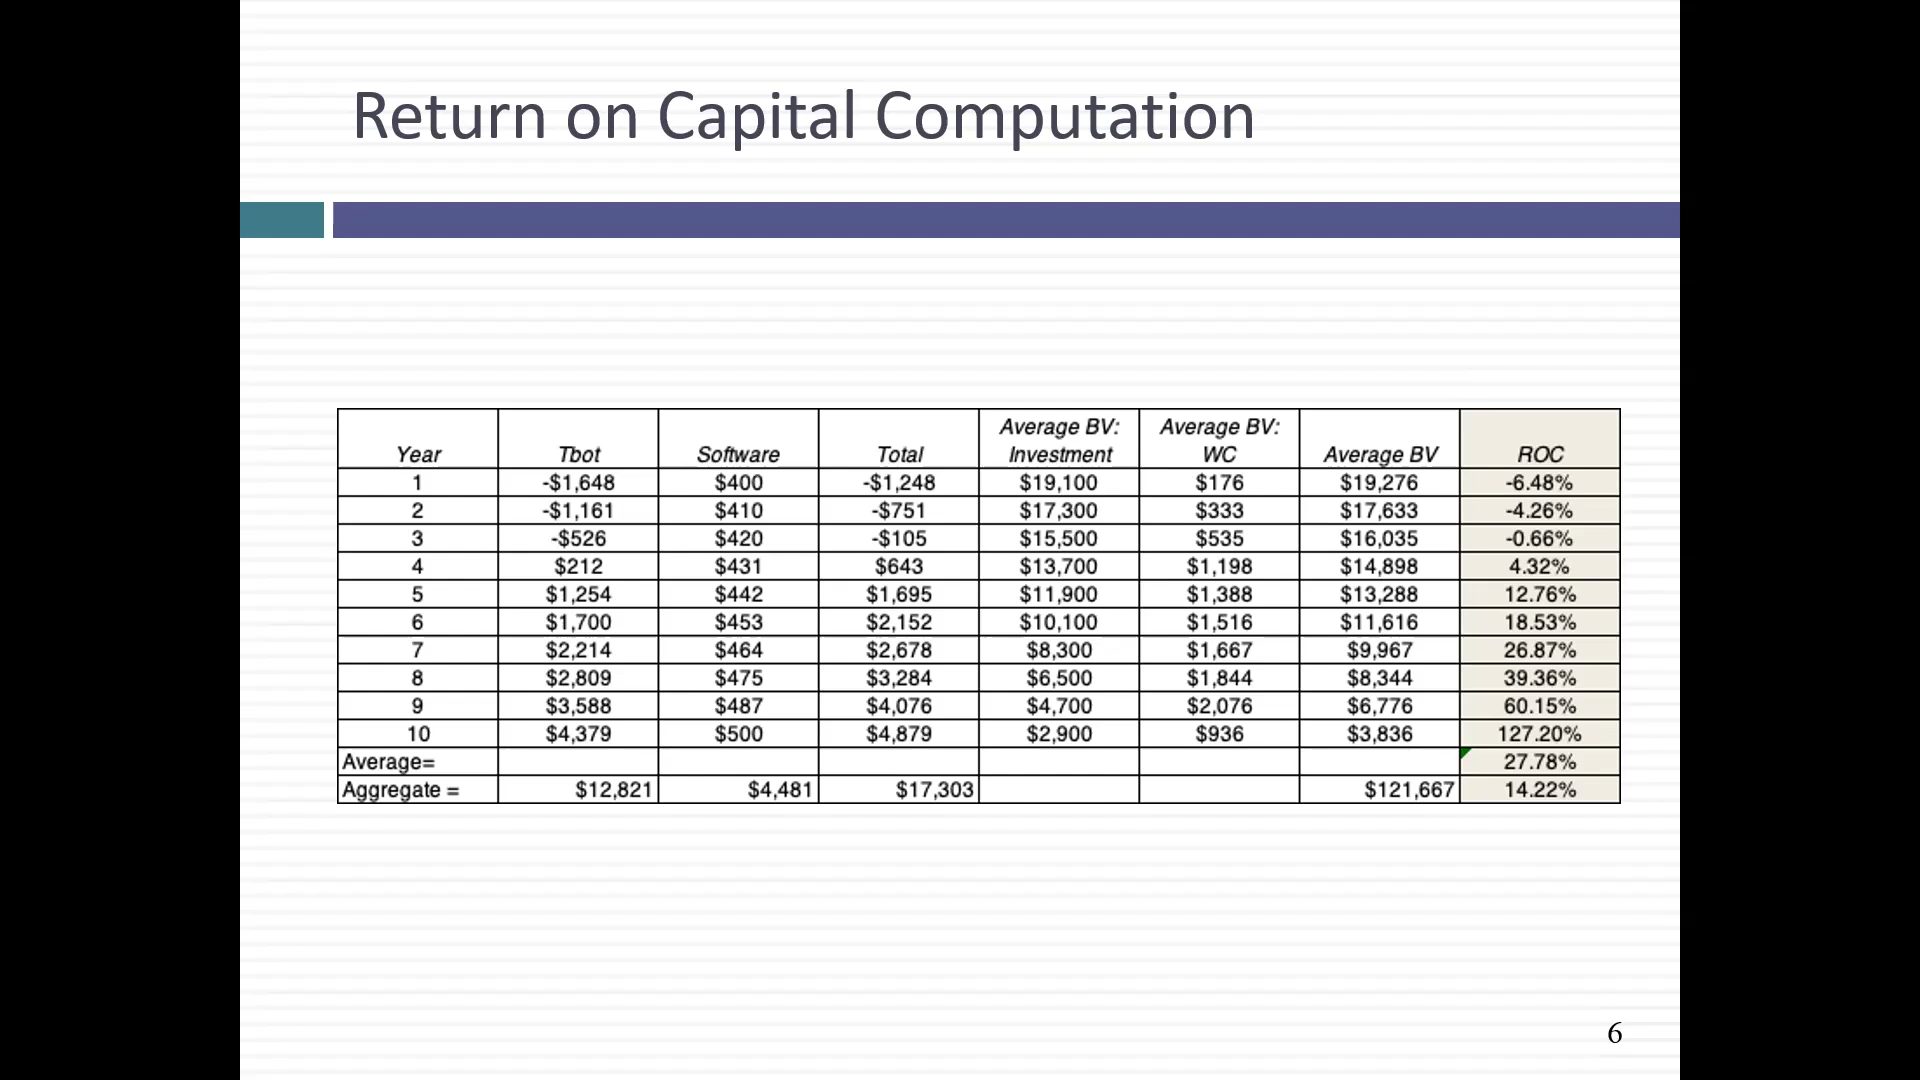 Return on Capital Computation
Year Tbot Software Total Average BV: Investment Average BV: WC Average BV ROC
1 -$1,648 $400 -$1,248 $19,100 $176 $19,276 -6.48%
2 -$1,161 $410 -$751 $17,300 $333 $17,633 -4.26%
3 -$526 $420 -$105 $15,500 $535 $16,035 -0.66%
4 $212 $431 $643 $13,700 $1,198 $14,898 4.32%
5 $1,254 $442 $1,695 $11,900 $1,388 $13,288 12.76%
6 $1,700 $453 $2,152 $10,100 $1,516 $11,616 18.53%
7 $2,214 $464 $2,678 $8,300 $1,667 $9,967 26.87%
8 $2,809 $475 $3,284 $6,500 $1,844 $8,344 39.36%
9 $3,588 $487 $4,076 $4,700 $2,076 $6,776 60.15%
10 $4,379 $500 $4,879 $2,900 $936 $3,836 127.20%
Average= 27.78%
Aggregate = $12,821 $4,481 $17,303 $121,667 14.22%
6